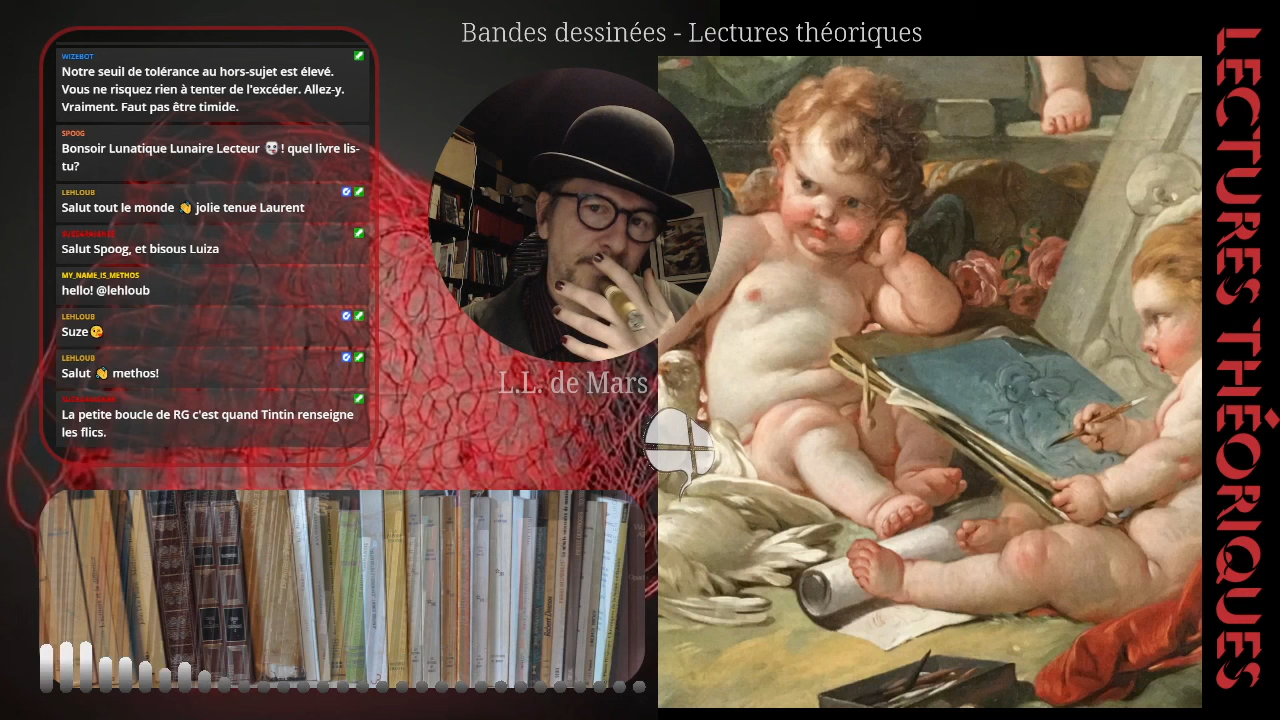 Bandes dessinées - Lectures théoriques
WIZEBOT
Notre seuil de tolérance au hors-sujet est élevé.
Vous ne risquez rien à tenter de l'excéder. Allez-y.
Vraiment. Faut pas être timide.
SPOOG
Bonsoir Lunatique Lunaire Lecteur 💀 ! quel livre lis-
tu?
LEHLOUB
Salut tout le monde 👋 jolie tenue Laurent
Salut Spoog, et bisous Luiza
MY_NAME_IS_METHOS
hello! @lehloub
LEHLOUB
Suze 😘
LEHLOUB
Salut 👋 methos!
La petite boucle de RG c'est quand Tintin renseigne
les flics.
L.L. de Mars
LECTURES THÉORIQUES